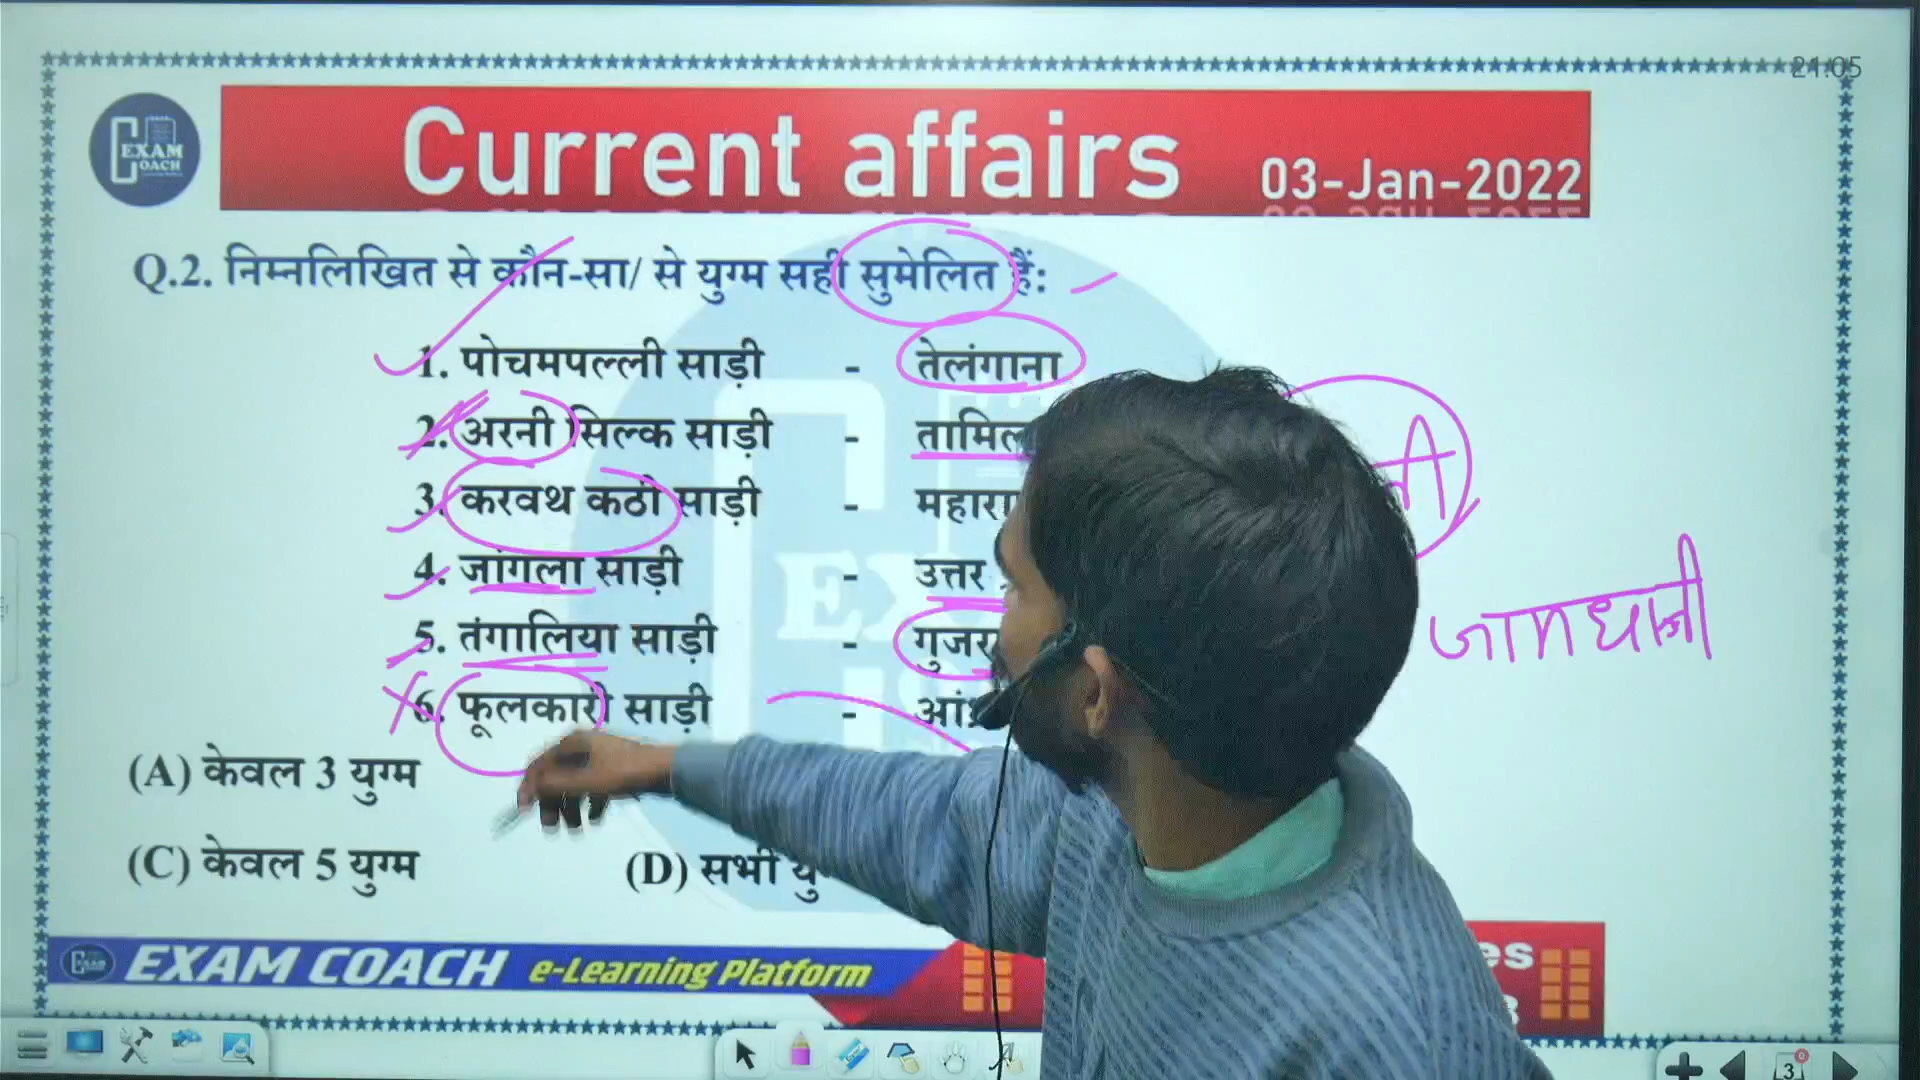 21:05
EXAM COACH
Current affairs 03-Jan-2022
Q.2. निम्नलिखित से कौन-सा/ से युग्म सही सुमेलित हैं:
1. पोचमपल्ली साड़ी - तेलंगाना
2. अरनी सिल्क साड़ी - तामिल
3. करवथ कठी साड़ी - महारा
4. जांगला साड़ी - उत्तर
5. तंगालिया साड़ी - गुजर
6. फूलकारी साड़ी - आंध्र
(A) केवल 3 युग्म
(C) केवल 5 युग्म (D) सभी यु
EXAM COACH e-Learning Platform
3